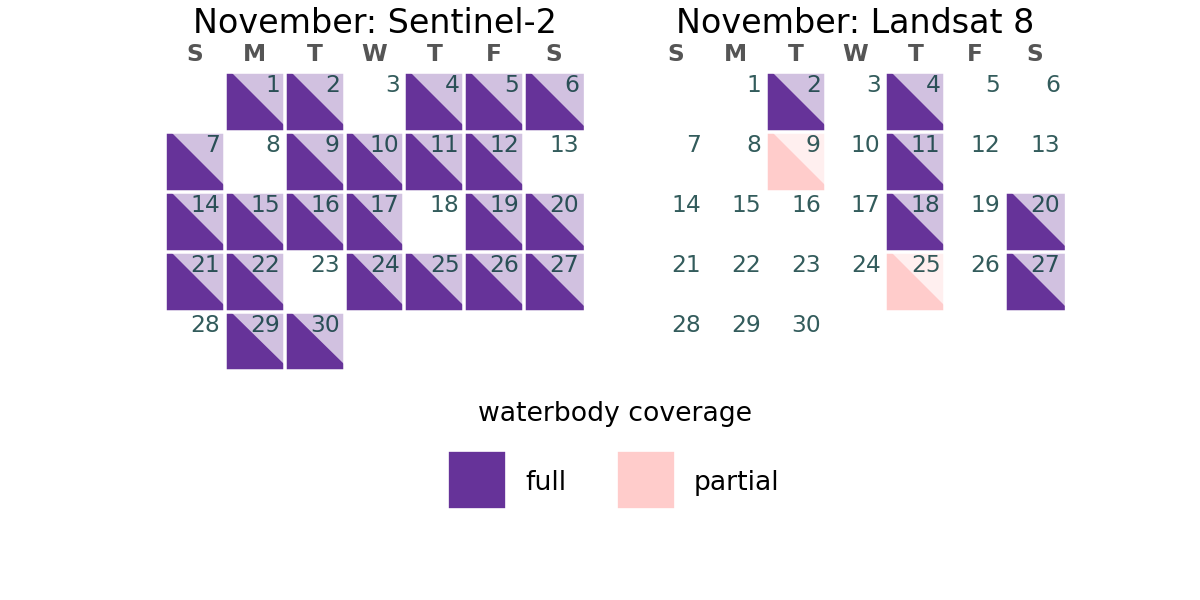 November: Sentinel-2
S M T W T F S
1 2 3 4 5 6
7 8 9 10 11 12 13
14 15 16 17 18 19 20
21 22 23 24 25 26 27
28 29 30
November: Landsat 8
S M T W T F S
1 2 3 4 5 6
7 8 9 10 11 12 13
14 15 16 17 18 19 20
21 22 23 24 25 26 27
28 29 30
waterbody coverage
full partial